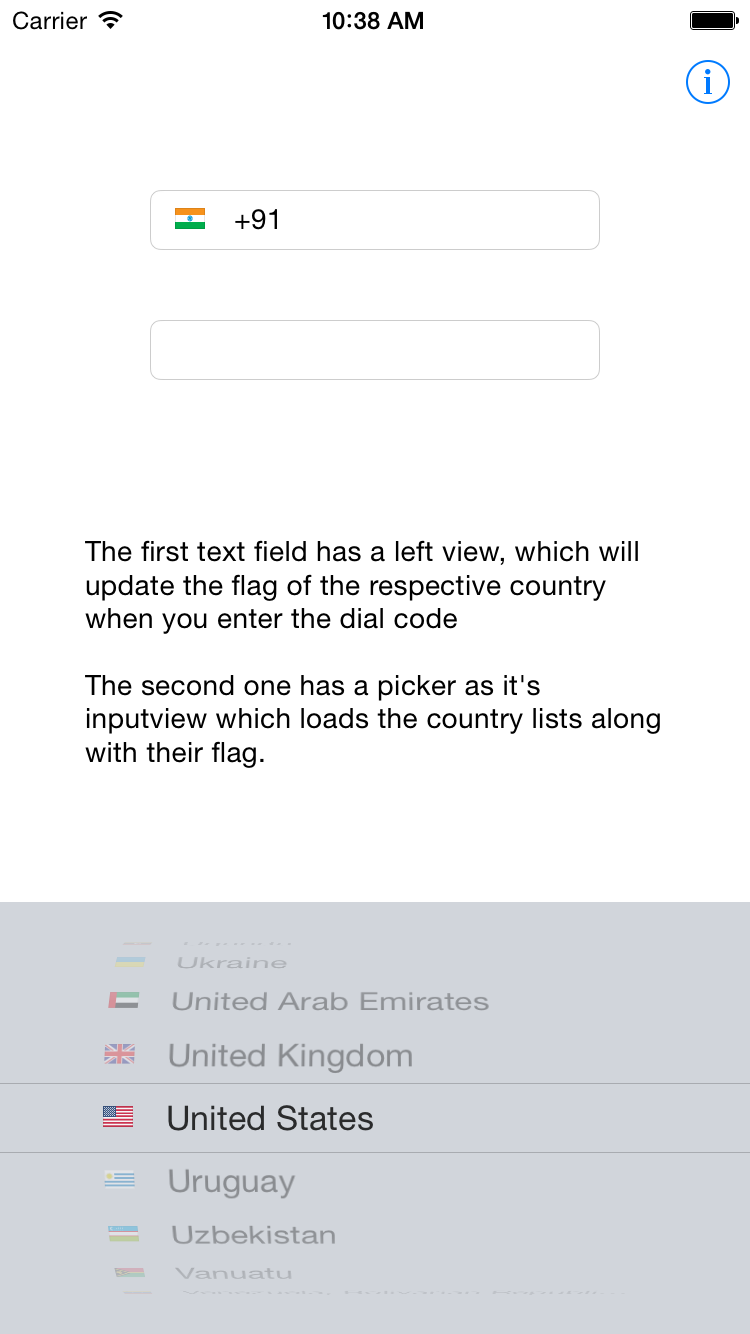 Carrier 10:38 AM
i
+91
The first text field has a left view, which will
update the flag of the respective country
when you enter the dial code
The second one has a picker as it's
inputview which loads the country lists along
with their flag.
Ukraine
United Arab Emirates
United Kingdom
United States
Uruguay
Uzbekistan
Vanuatu